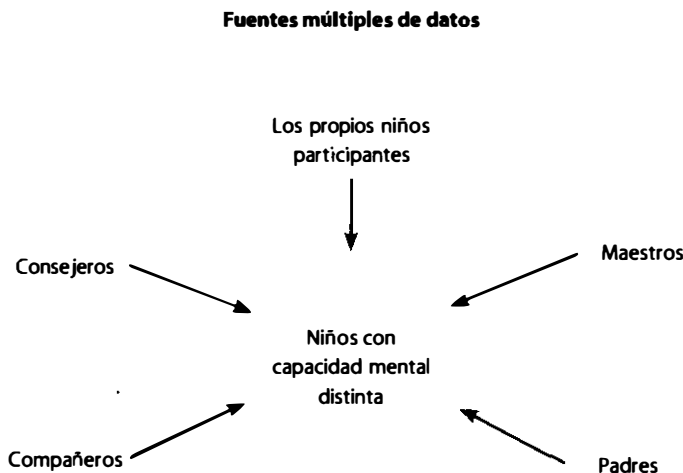 Fuentes múltiples de datos
Los propios niños
participantes
Consejeros
Maestros
Niños con
capacidad mental
distinta
Compañeros
Padres